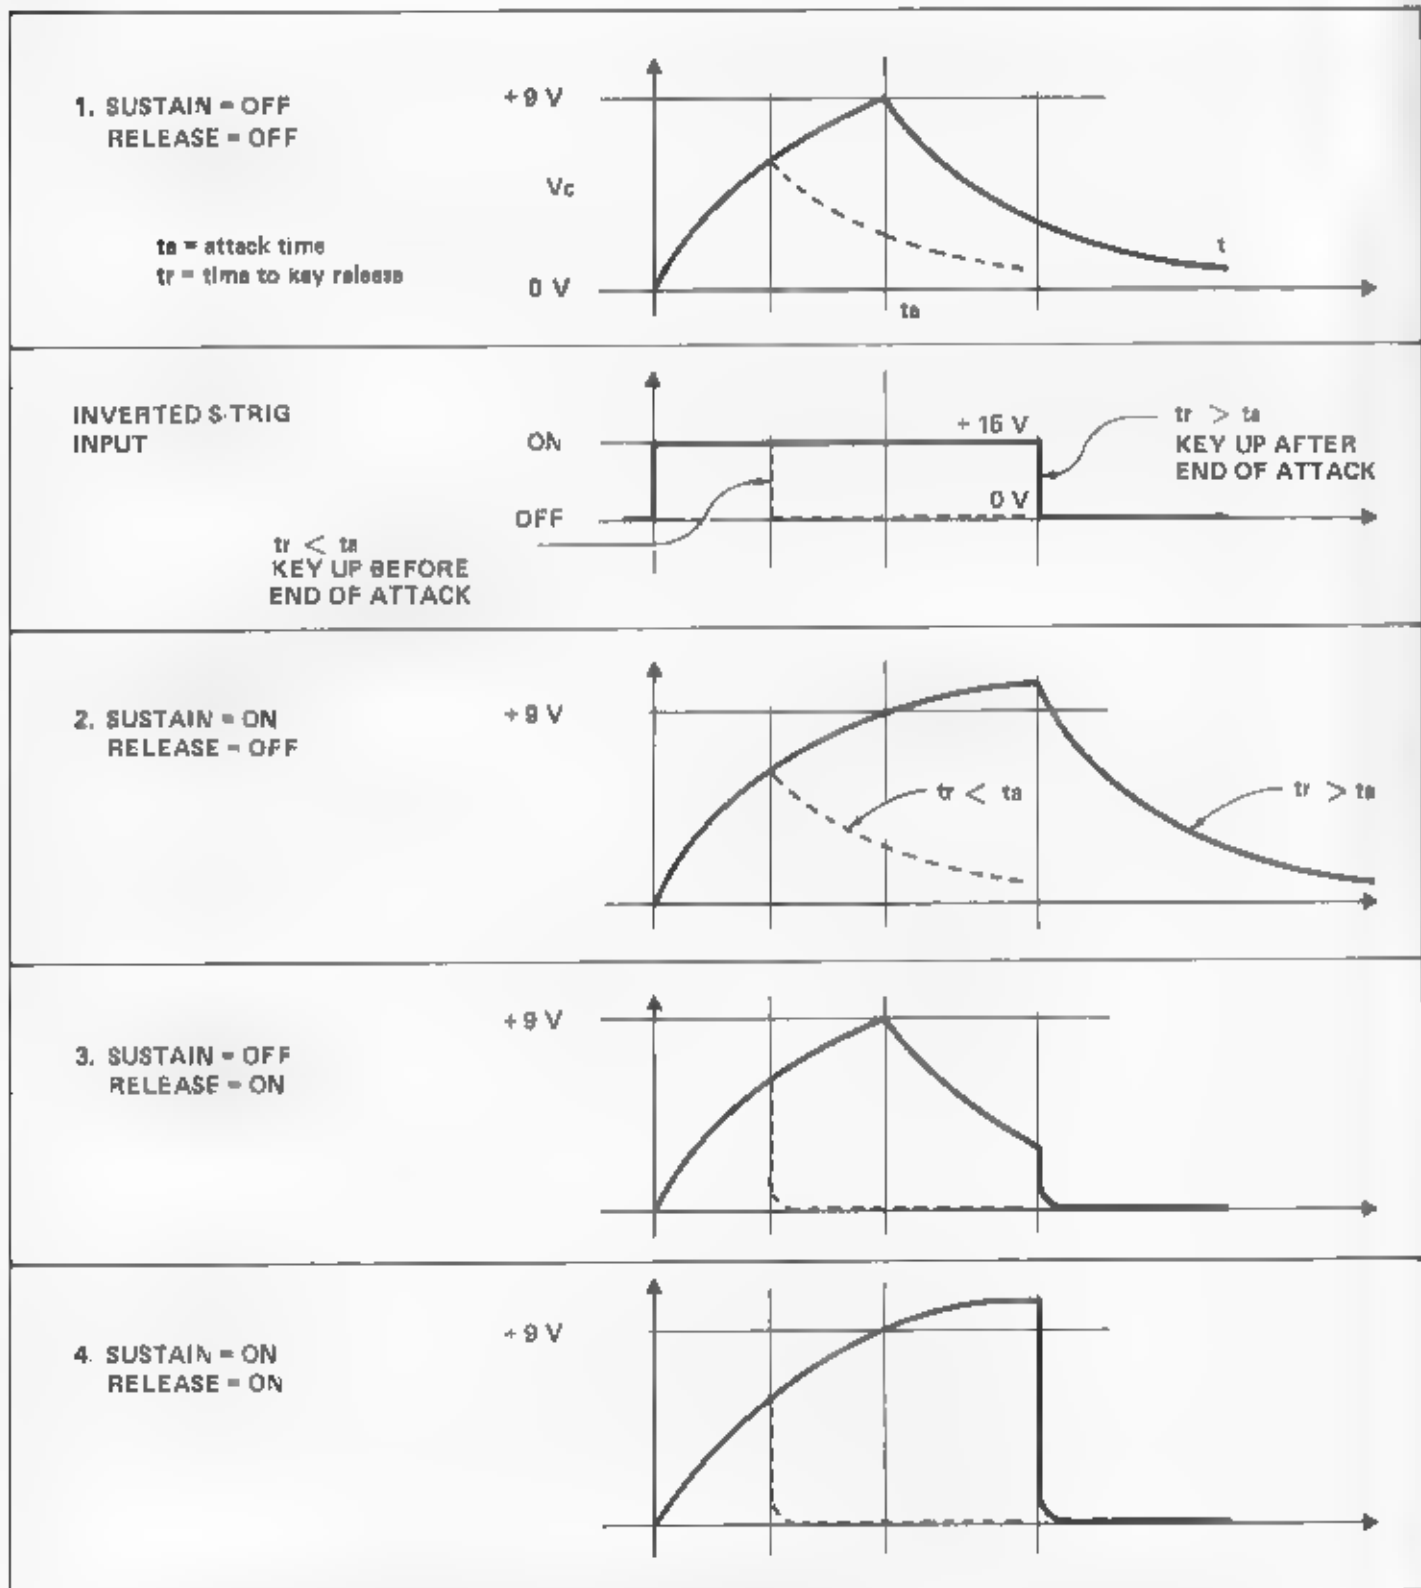 1. SUSTAIN = OFF
RELEASE = OFF
+9 V
Vc
ta = attack time
tr = time to key release
0 V
t
ta
INVERTED S-TRIG
INPUT
ON
OFF
+ 15 V
0 V
tr > ta
KEY UP AFTER
END OF ATTACK
tr < ta
KEY UP BEFORE
END OF ATTACK
2. SUSTAIN = ON
RELEASE = OFF
+9 V
tr < ta
tr > ta
3. SUSTAIN = OFF
RELEASE = ON
+9 V
4. SUSTAIN = ON
RELEASE = ON
+9 V